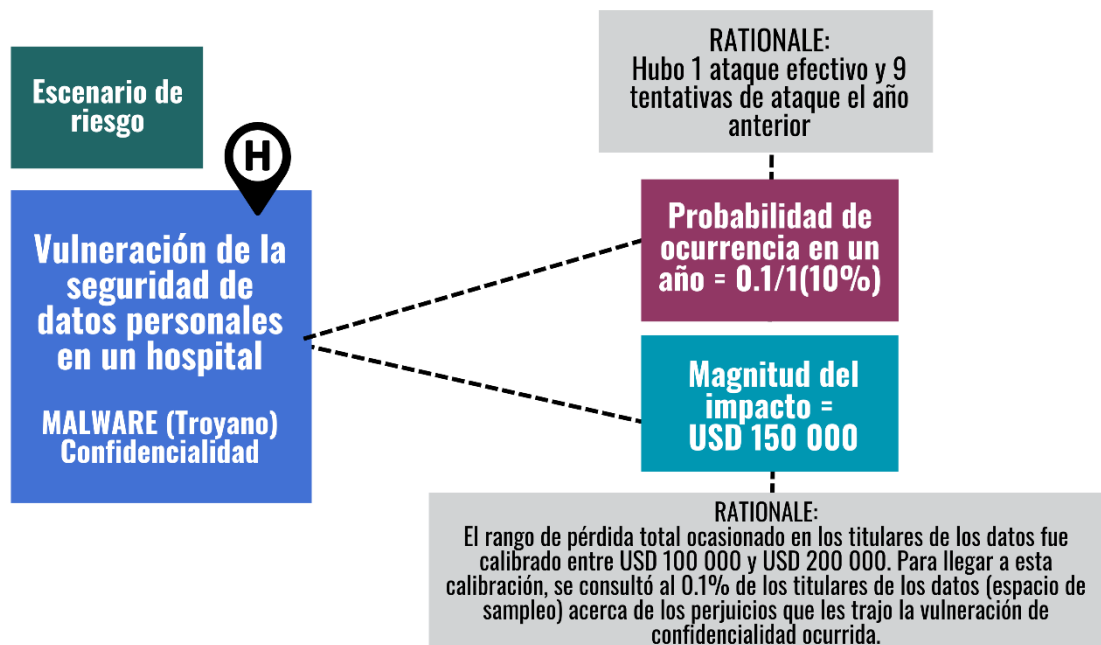 Escenario de
riesgo
H
Vulneración de la
seguridad de
datos personales
en un hospital
MALWARE (Troyano)
Confidencialidad
RATIONALE:
Hubo 1 ataque efectivo y 9
tentativas de ataque el año
anterior
Probabilidad de
ocurrencia en un
año = 0.1/1(10%)
Magnitud del
impacto =
USD 150 000
RATIONALE:
El rango de pérdida total ocasionado en los titulares de los datos fue
calibrado entre USD 100 000 y USD 200 000. Para llegar a esta
calibración, se consultó al 0.1% de los titulares de los datos (espacio de
sampleo) acerca de los perjuicios que les trajo la vulneración de
confidencialidad ocurrida.